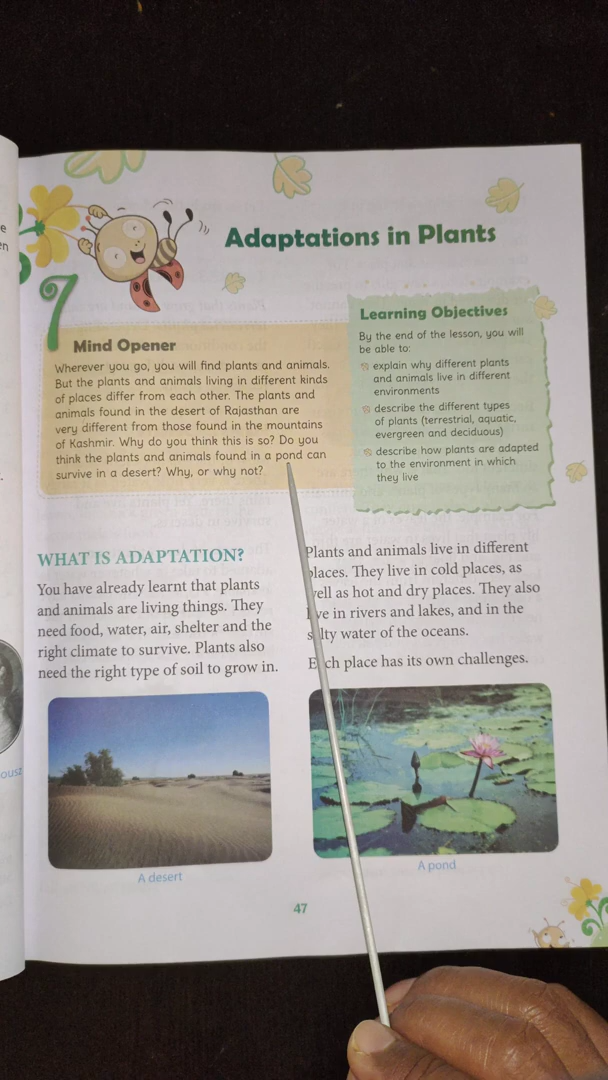 Adaptations in Plants
7
Mind Opener
Wherever you go, you will find plants and animals.
But the plants and animals living in different kinds
of places differ from each other. The plants and
animals found in the desert of Rajasthan are
very different from those found in the mountains
of Kashmir. Why do you think this is so? Do you
think the plants and animals found in a pond can
survive in a desert? Why, or why not?
Learning Objectives
By the end of the lesson, you will
be able to:
explain why different plants
and animals live in different
environments
describe the different types
of plants (terrestrial, aquatic,
evergreen and deciduous)
describe how plants are adapted
to the environment in which
they live
WHAT IS ADAPTATION?
You have already learnt that plants
and animals are living things. They
need food, water, air, shelter and the
right climate to survive. Plants also
need the right type of soil to grow in.
A desert
Plants and animals live in different
places. They live in cold places, as
well as hot and dry places. They also
live in rivers and lakes, and in the
salty water of the oceans.
Each place has its own challenges.
A pond
47